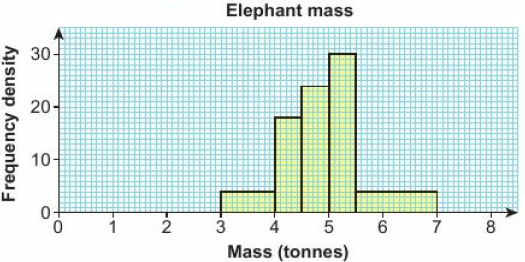 Elephant mass
Frequency density
30
20
10
0
0 1 2 3 4 5 6 7 8
Mass (tonnes)